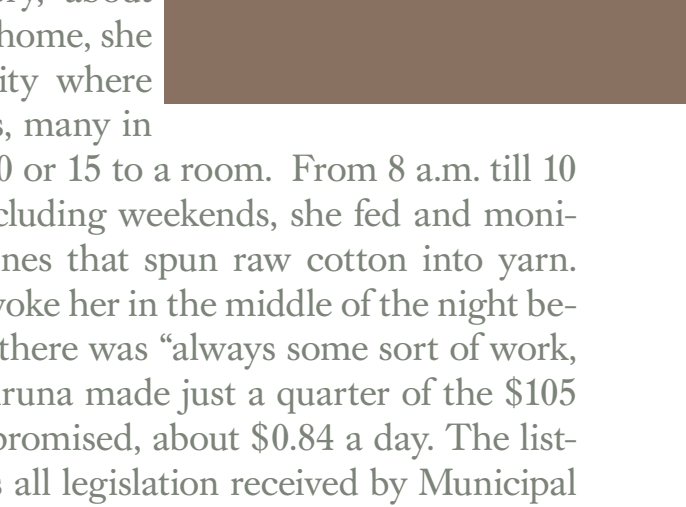 about
home, she
ity where
s, many in
0 or 15 to a room. From 8 a.m. till 10
cluding weekends, she fed and moni-
nes that spun raw cotton into yarn.
voke her in the middle of the night be-
there was “always some sort of work,
runa made just a quarter of the $105
promised, about $0.84 a day. The list-
s all legislation received by Municipal